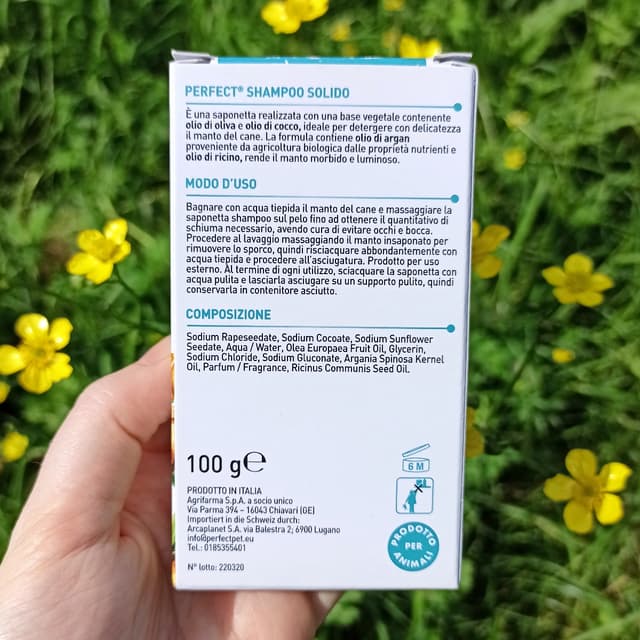 PERFECT® SHAMPOO SOLIDO
È una saponetta realizzata con una base vegetale contenente
olio di oliva e olio di cocco, ideale per detergere con delicatezza
il manto del cane. La formula contiene olio di argan
proveniente da agricoltura biologica dalle proprietà nutrienti e
olio di ricino, rende il manto morbido e luminoso.
MODO D'USO
Bagnare con acqua tiepida il manto del cane e massaggiare la
saponetta shampoo sul pelo fino ad ottenere il quantitativo di
schiuma necessario, avendo cura di evitare occhi e bocca.
Procedere al lavaggio massaggiando il manto insaponato per
rimuovere lo sporco, quindi risciacquare abbondantemente con
acqua tiepida e procedere all'asciugatura. Prodotto per uso
esterno. Al termine di ogni utilizzo, sciacquare la saponetta con
acqua pulita e lasciarla asciugare su un supporto pulito, quindi
conservarla in contenitore asciutto.
COMPOSIZIONE
Sodium Rapeseedate, Sodium Cocoate, Sodium Sunflower
Seedate, Aqua / Water, Olea Europaea Fruit Oil, Glycerin,
Sodium Chloride, Sodium Gluconate, Argania Spinosa Kernel
Oil, Parfum / Fragrance, Ricinus Communis Seed Oil.
100 g℮
6 M
PRODOTTO IN ITALIA
Agrifarma S.p.A. a socio unico
Via Parma 394 – 16043 Chiavari (GE)
Importiert in die Schweiz durch:
Arcaplanet S.A. via Balestra 2; 6900 Lugano
info@perfectpet.eu
Tel.: 0185355401
N° lotto: 220320
PRODOTTO
PER
ANIMALI